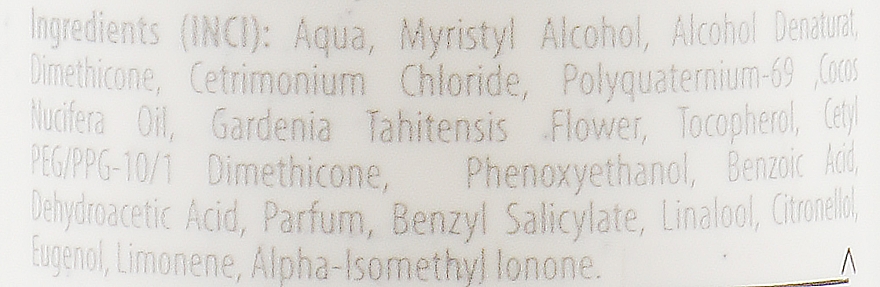 Ingredients (INCI): Aqua, Myristyl Alcohol, Alcohol Denaturat,
Dimethicone, Cetrimonium Chloride, Polyquaternium-69 ,Cocos
Nucifera Oil, Gardenia Tahitensis Flower, Tocopherol, Cetyl
PEG/PPG-10/1 Dimethicone, Phenoxyethanol, Benzoic Acid,
Dehydroacetic Acid, Parfum, Benzyl Salicylate, Linalool, Citronellol,
Eugenol, Limonene, Alpha-Isomethyl Ionone.